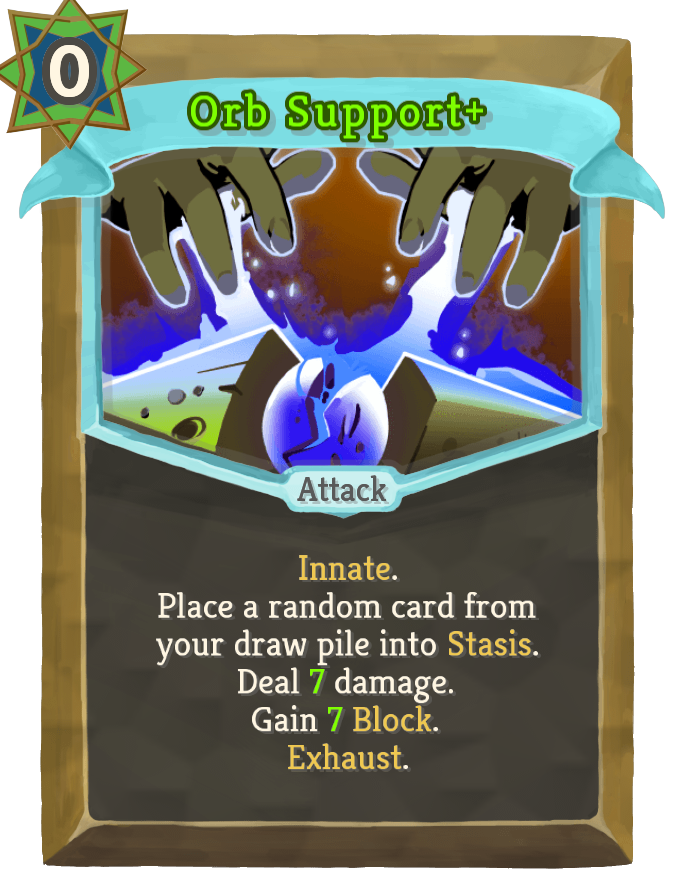 0
Orb Support+
Attack
Innate.
Place a random card from
your draw pile into Stasis.
Deal 7 damage.
Gain 7 Block.
Exhaust.